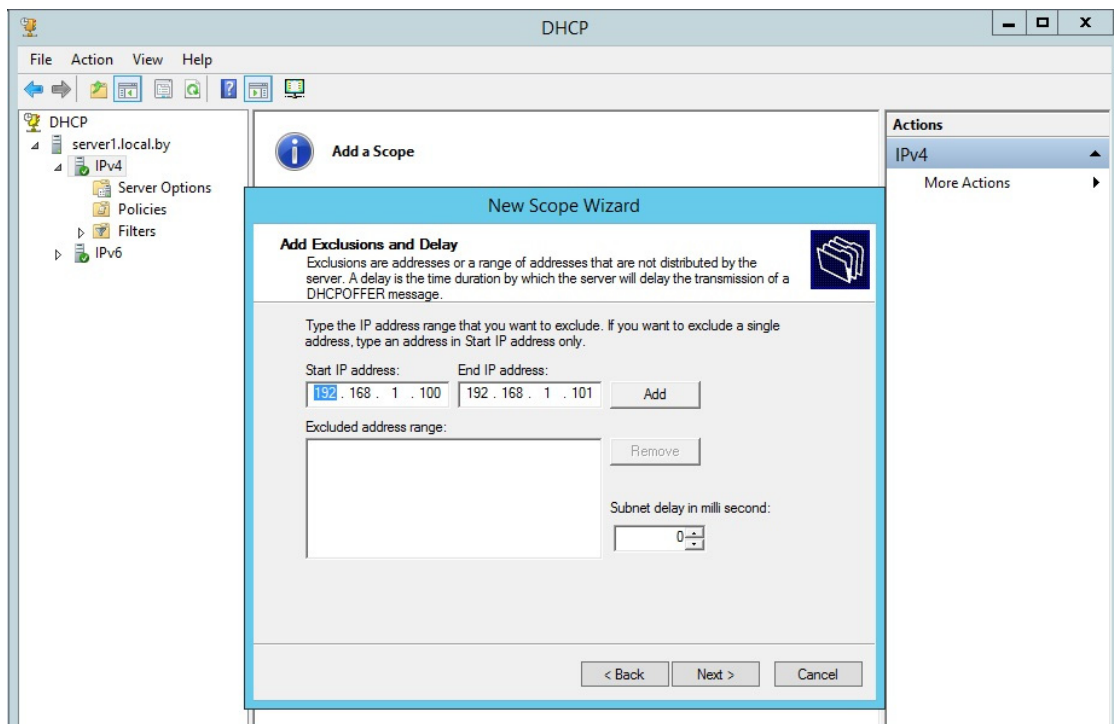 DHCP
File Action View Help
DHCP
server1.local.by
IPv4
Server Options
Policies
Filters
IPv6
Add a Scope
Actions
IPv4
More Actions
New Scope Wizard
Add Exclusions and Delay
Exclusions are addresses or a range of addresses that are not distributed by the
server. A delay is the time duration by which the server will delay the transmission of a
DHCPOFFER message.
Type the IP address range that you want to exclude. If you want to exclude a single
address, type an address in Start IP address only.
Start IP address: End IP address:
192 . 168 . 1 . 100 192 . 168 . 1 . 101 Add
Excluded address range:
Remove
Subnet delay in milli second:
0
< Back Next > Cancel